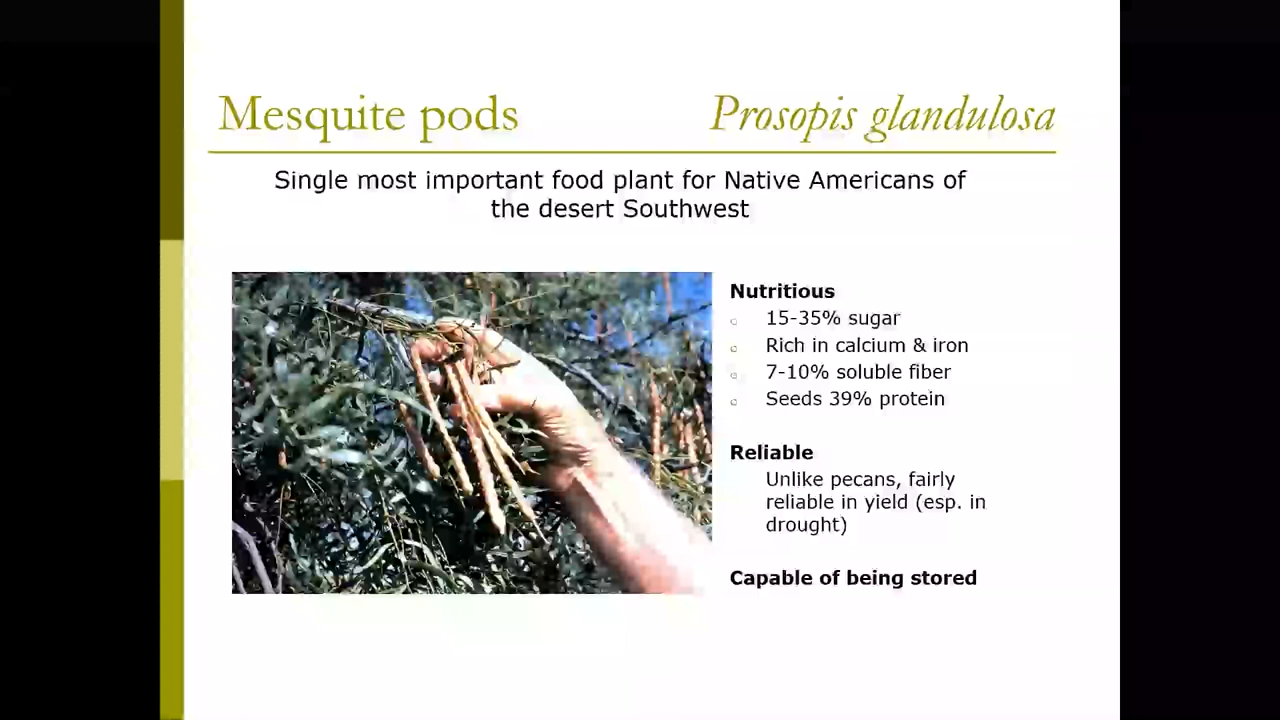 Mesquite pods Prosopis glandulosa
Single most important food plant for Native Americans of
the desert Southwest
Nutritious
15-35% sugar
Rich in calcium & iron
7-10% soluble fiber
Seeds 39% protein
Reliable
Unlike pecans, fairly
reliable in yield (esp. in
drought)
Capable of being stored